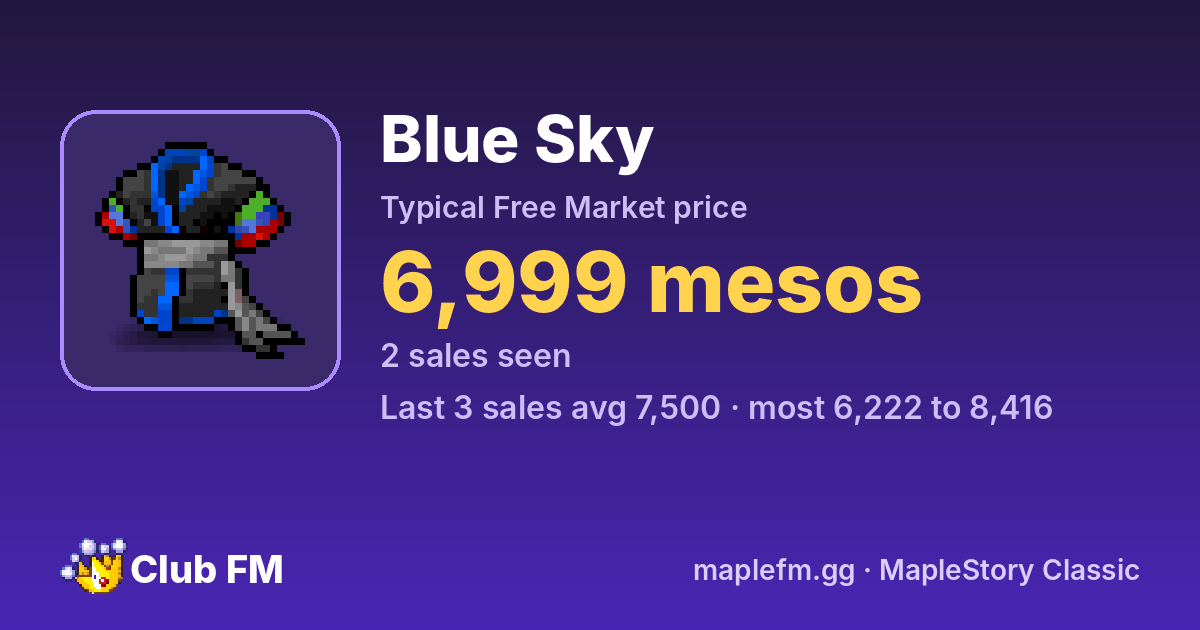 Blue Sky
Typical Free Market price
6,999 mesos
2 sales seen
Last 3 sales avg 7,500 · most 6,222 to 8,416
Club FM
maplefm.gg · MapleStory Classic